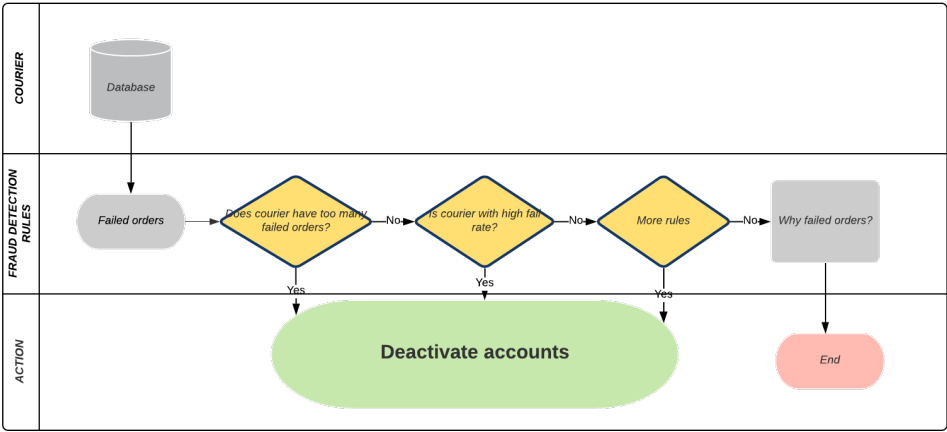 COURIER
Database
FRAUD DETECTION
RULES
Failed orders
Does courier have too many
failed orders?
No
Is courier with high fail
rate?
No
More rules
No
Why failed orders?
Yes
Yes
Yes
ACTION
Deactivate accounts
End